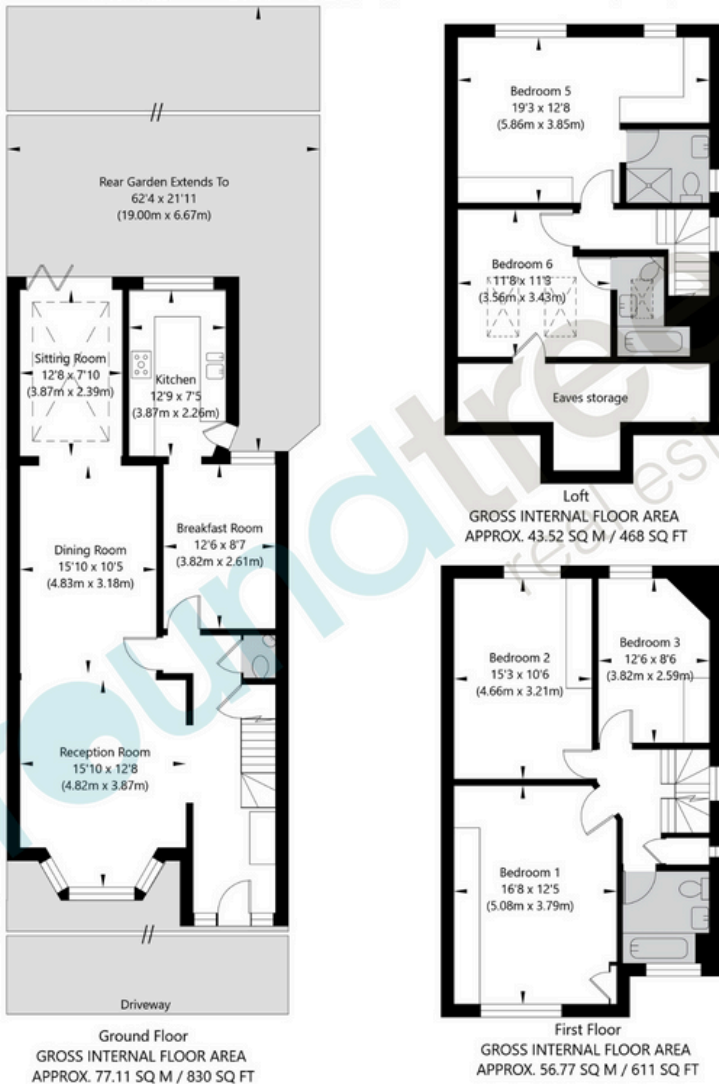 Rear Garden Extends To
62'4 x 21'11
(19.00m x 6.67m)
Sitting Room
12'8 x 7'10
(3.87m x 2.39m)
Kitchen
12'9 x 7'5
(3.87m x 2.26m)
Dining Room
15'10 x 10'5
(4.83m x 3.18m)
Breakfast Room
12'6 x 8'7
(3.82m x 2.61m)
Reception Room
15'10 x 12'8
(4.82m x 3.87m)
Driveway
Ground Floor
GROSS INTERNAL FLOOR AREA
APPROX. 77.11 SQ M / 830 SQ FT
Bedroom 5
19'3 x 12'8
(5.86m x 3.85m)
Bedroom 6
11'8 x 11'3
(3.56m x 3.43m)
Eaves storage
Loft
GROSS INTERNAL FLOOR AREA
APPROX. 43.52 SQ M / 468 SQ FT
Bedroom 2
15'3 x 10'6
(4.66m x 3.21m)
Bedroom 3
12'6 x 8'6
(3.82m x 2.59m)
Bedroom 1
16'8 x 12'5
(5.08m x 3.79m)
First Floor
GROSS INTERNAL FLOOR AREA
APPROX. 56.77 SQ M / 611 SQ FT
roundtree
real est